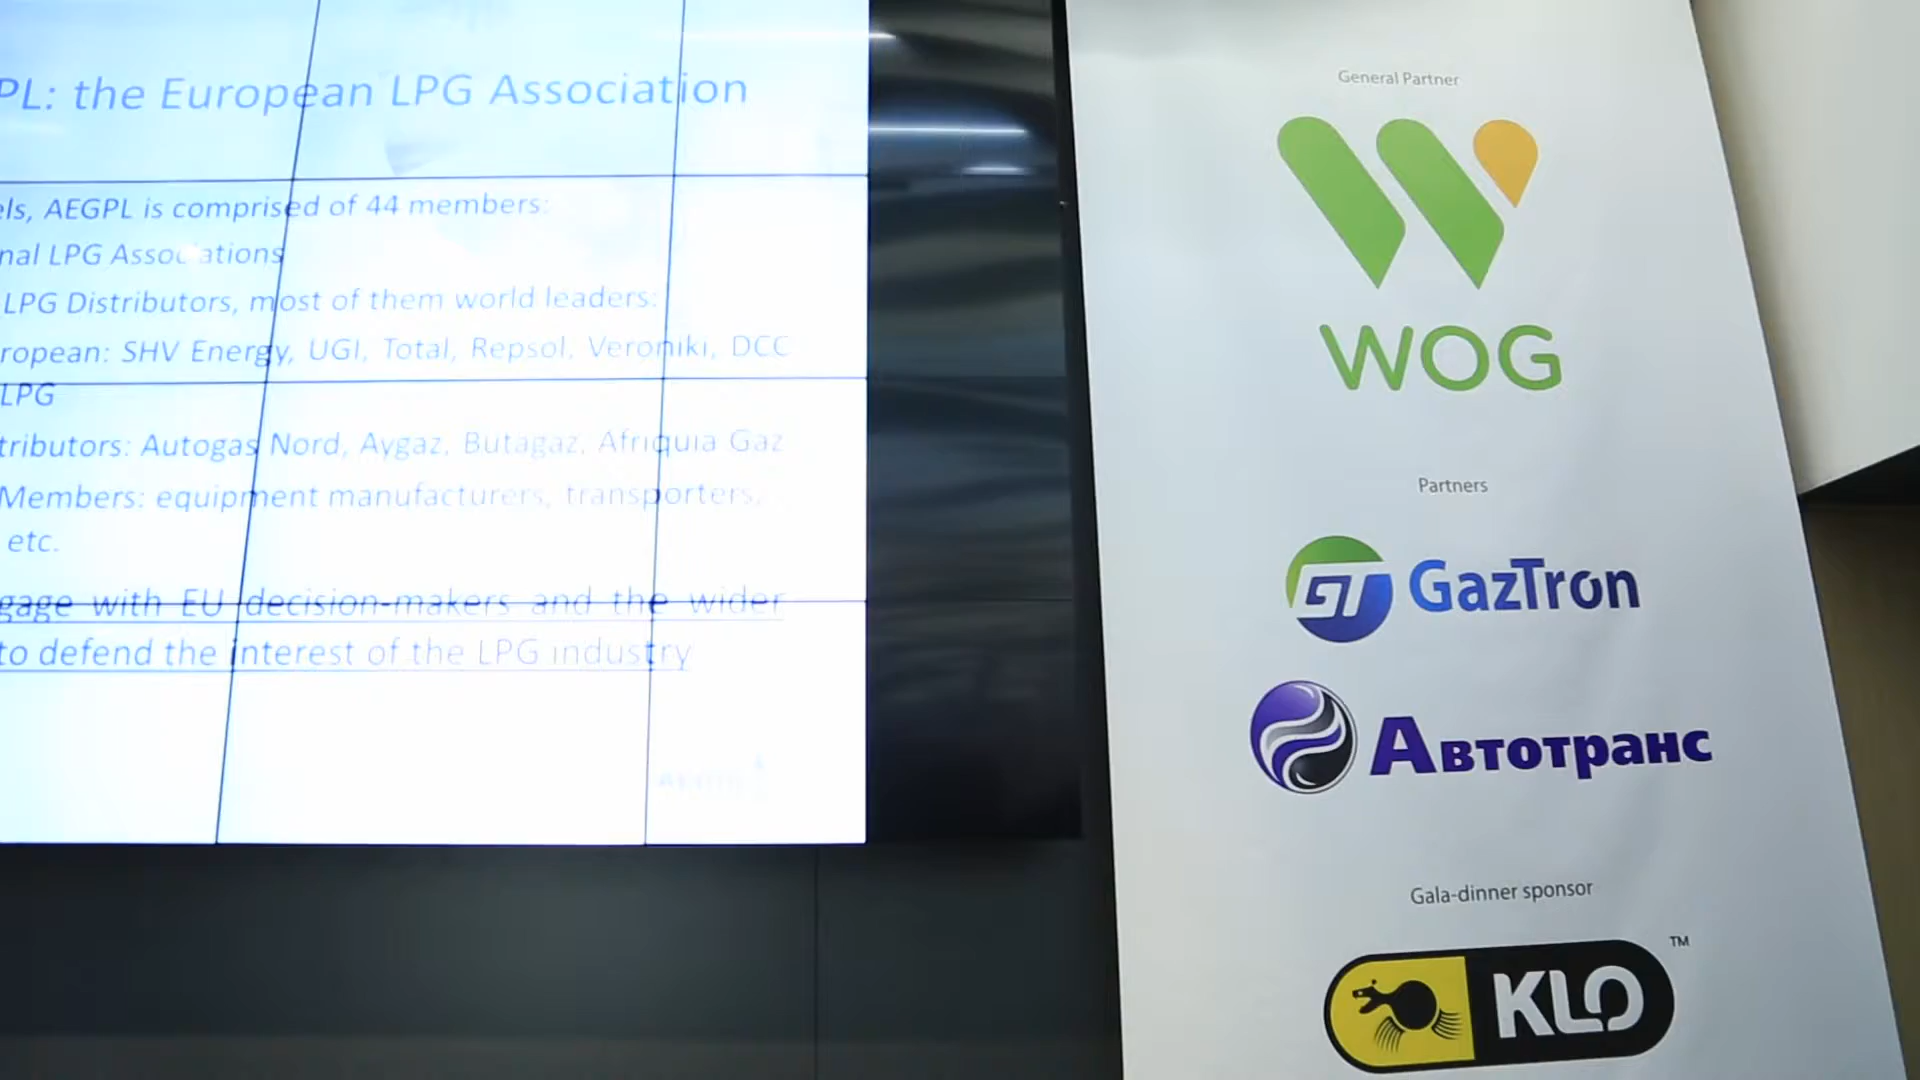 PL: the European LPG Association
els, AEGPL is comprised of 44 members:
nal LPG Associations
LPG Distributors, most of them world leaders:
ropean: SHV Energy, UGI, Total, Repsol, Veroniki, DCC
LPG
tributors: Autogas Nord, Aygaz, Butagaz, Afriquia Gaz
Members: equipment manufacturers, transporters,
etc.
gage with EU decision-makers and the wider
to defend the interest of the LPG industry
General Partner
WOG
Partners
GT GazTron
Автотранс
Gala-dinner sponsor
KLO TM